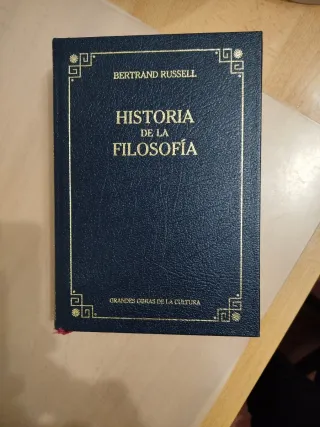 BERTRAND RUSSELL
HISTORIA
DE LA
FILOSOFÍA
GRANDES OBRAS DE LA CULTURA